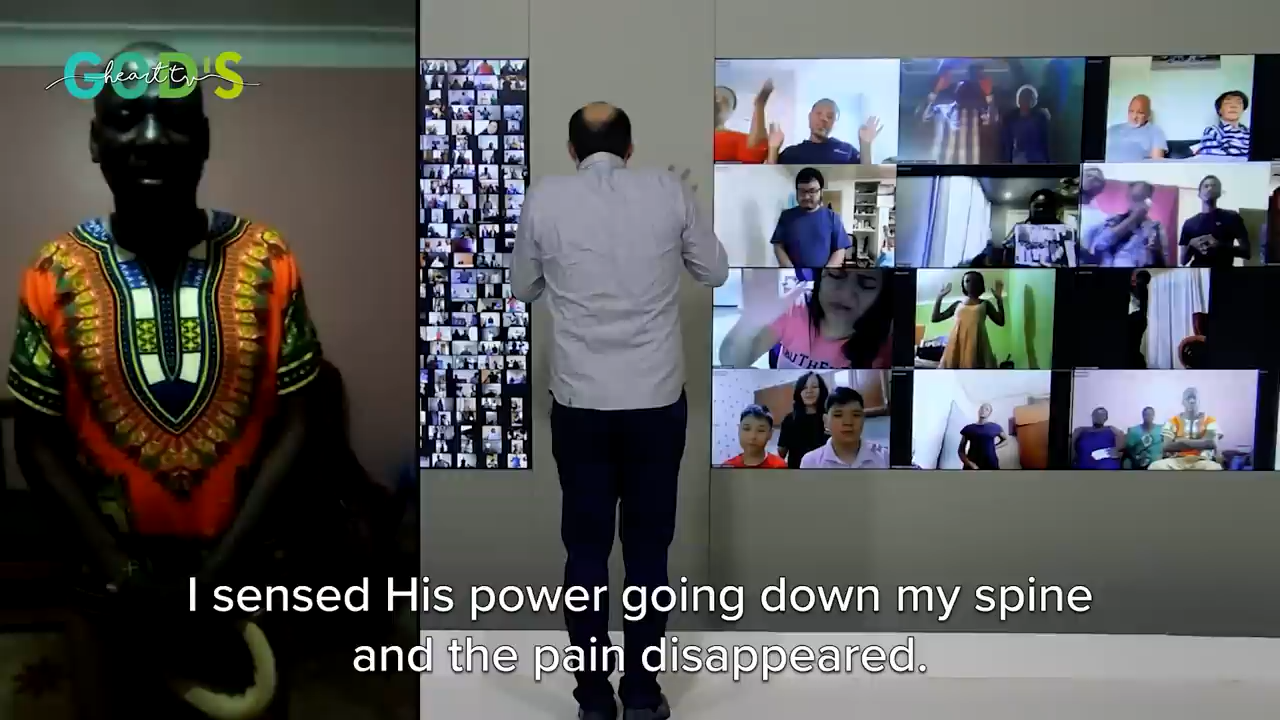 GOD'S
heart tv
I sensed His power going down my spine
and the pain disappeared.